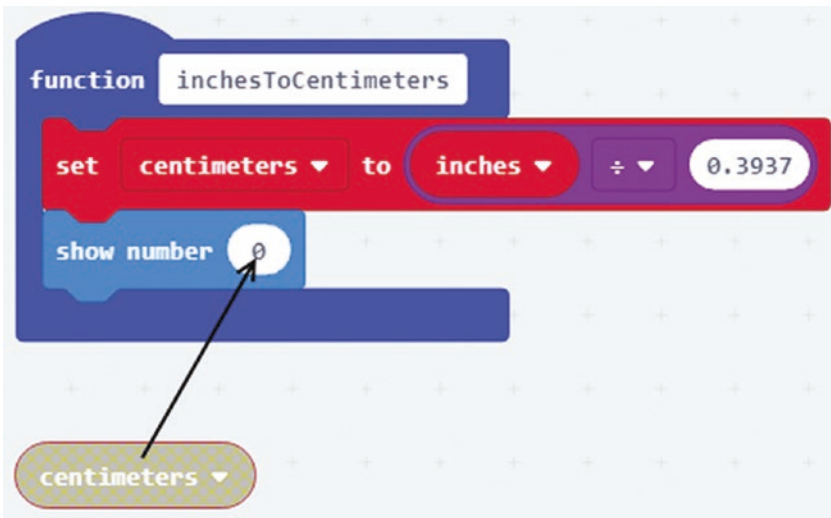 function inchesToCentimeters
set centimeters to inches ÷ 0.3937
show number 0
centimeters